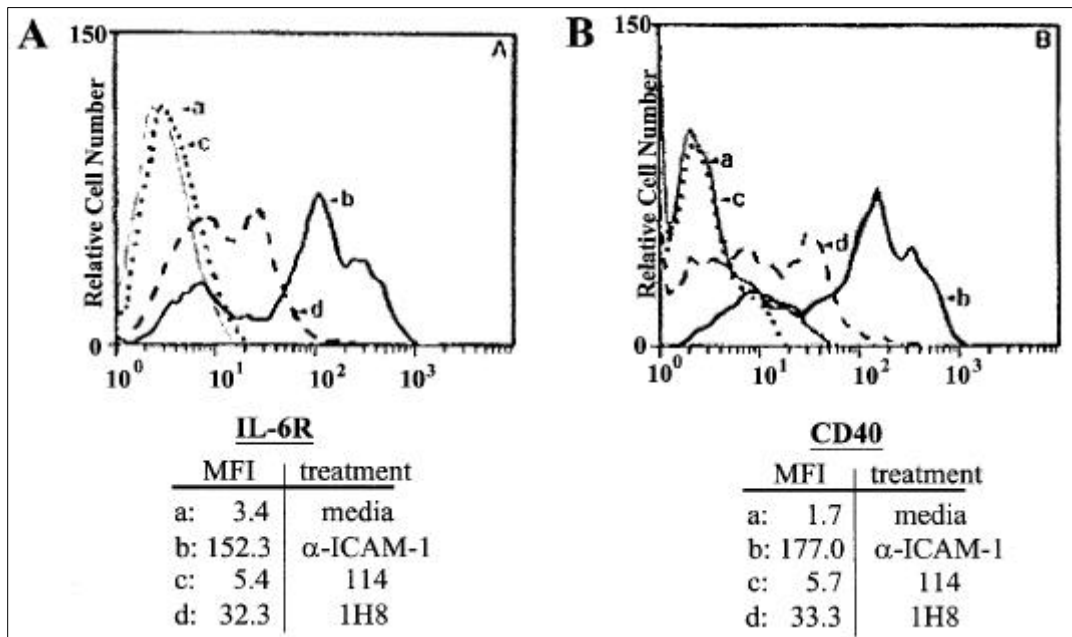 A
150
A
Relative Cell Number
a
c
b
d
0
10^0 10^1 10^2 10^3
IL-6R
MFI treatment
a: 3.4 media
b: 152.3 α-ICAM-1
c: 5.4 114
d: 32.3 1H8
B
150
B
Relative Cell Number
a
c
d
b
0
10^0 10^1 10^2 10^3
CD40
MFI treatment
a: 1.7 media
b: 177.0 α-ICAM-1
c: 5.7 114
d: 33.3 1H8